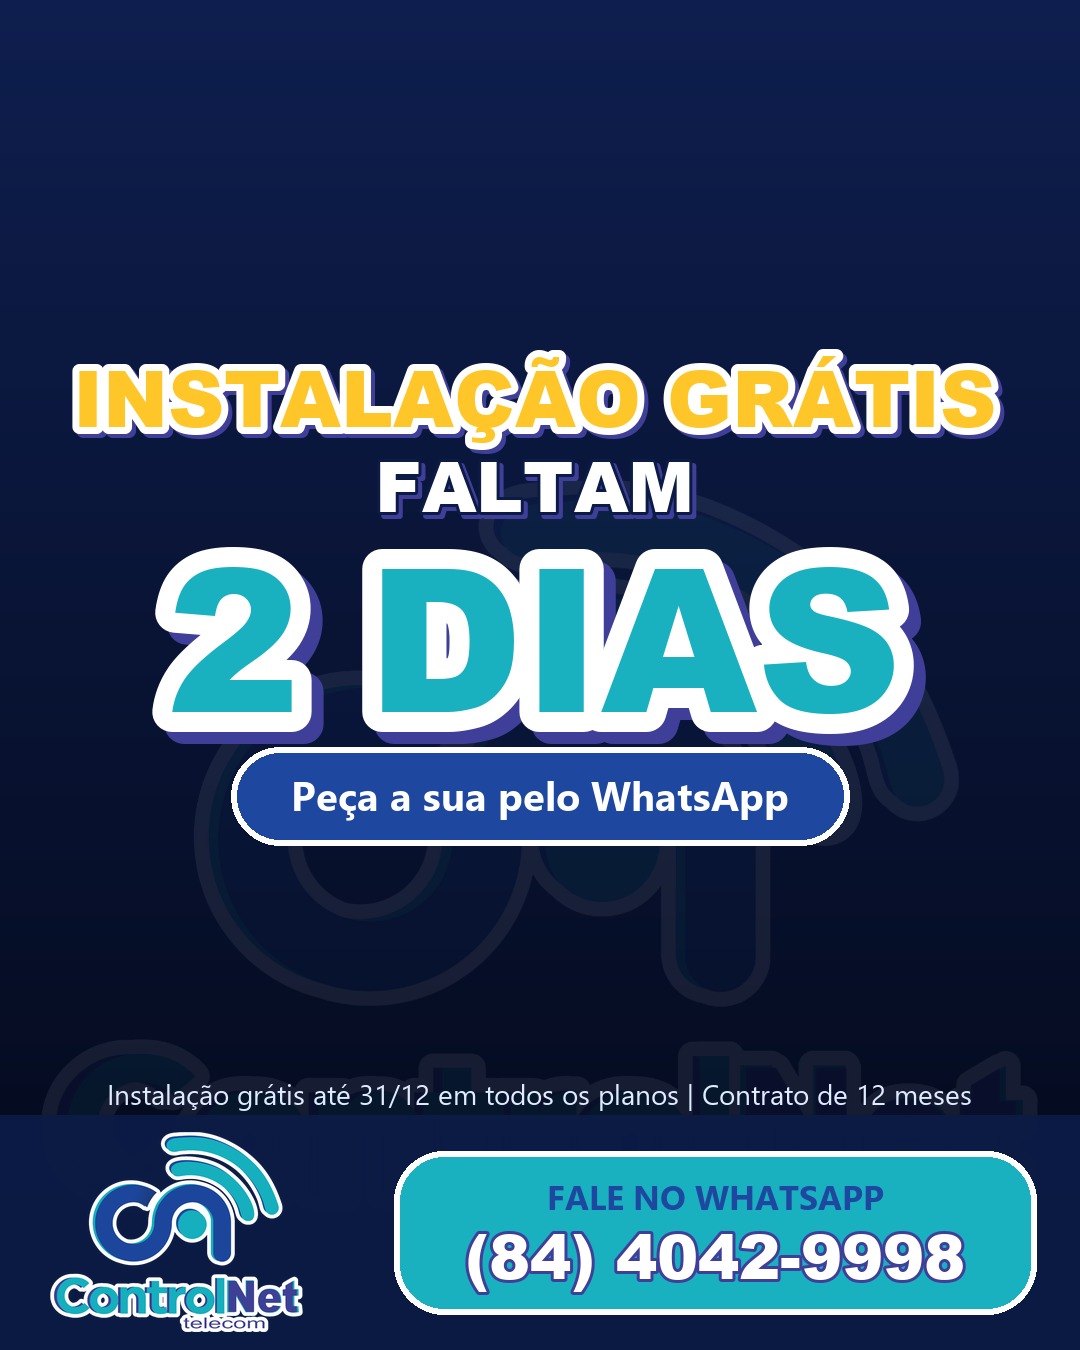 INSTALAÇÃO GRÁTIS
FALTAM
2 DIAS
Peça a sua pelo WhatsApp
Instalação grátis até 31/12 em todos os planos | Contrato de 12 meses
FALE NO WHATSAPP
(84) 4042-9998
ControlNet
telecom